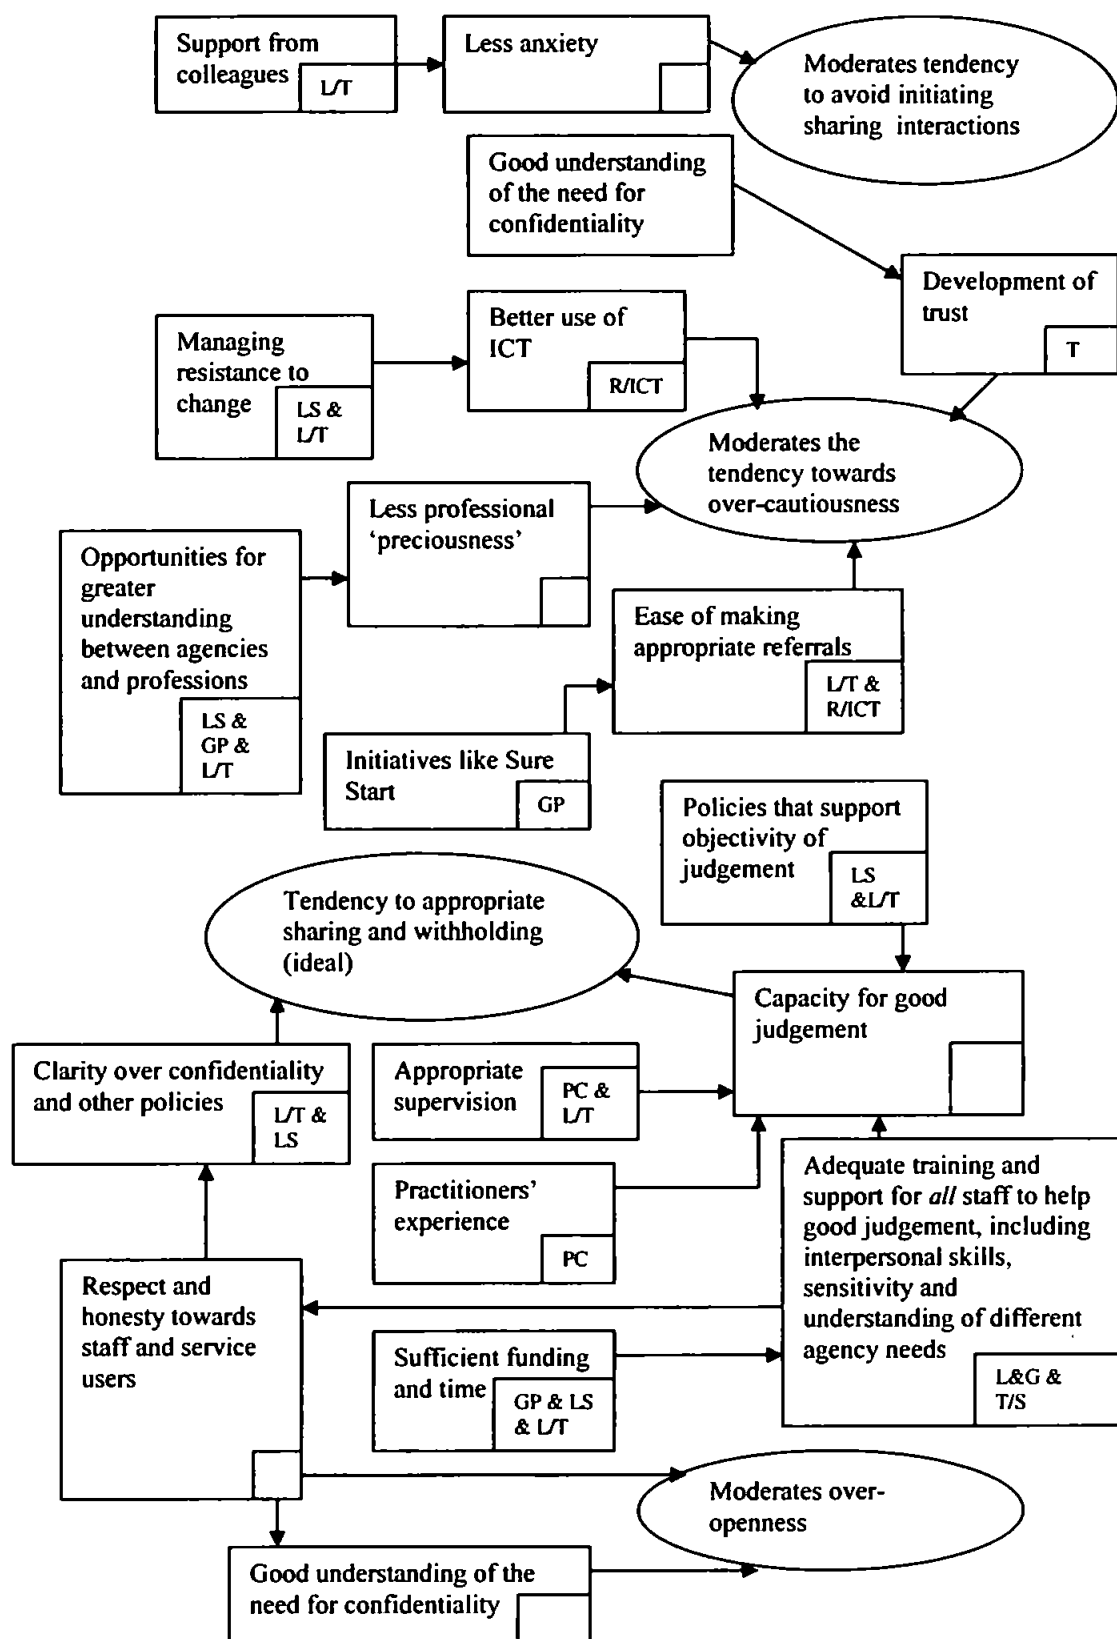 Support from
colleagues
L/T
Less anxiety
Moderates tendency
to avoid initiating
sharing interactions
Good understanding
of the need for
confidentiality
Development of
trust
T
Managing
resistance to
change
LS &
L/T
Better use of
ICT
R/ICT
Moderates the
tendency towards
over-cautiousness
Less professional
‘preciousness’
Opportunities for
greater
understanding
between agencies
and professions
LS &
GP &
L/T
Ease of making
appropriate referrals
L/T &
R/ICT
Initiatives like Sure
Start
GP
Policies that support
objectivity of
judgement
LS
&L/T
Tendency to appropriate
sharing and withholding
(ideal)
Capacity for good
judgement
Clarity over confidentiality
and other policies
L/T &
LS
Appropriate
supervision
PC &
L/T
Practitioners’
experience
PC
Adequate training and
support for all staff to help
good judgement, including
interpersonal skills,
sensitivity and
understanding of different
agency needs
L&G &
T/S
Respect and
honesty towards
staff and service
users
Sufficient funding
and time
GP & LS
& L/T
Moderates over-
openness
Good understanding of the
need for confidentiality